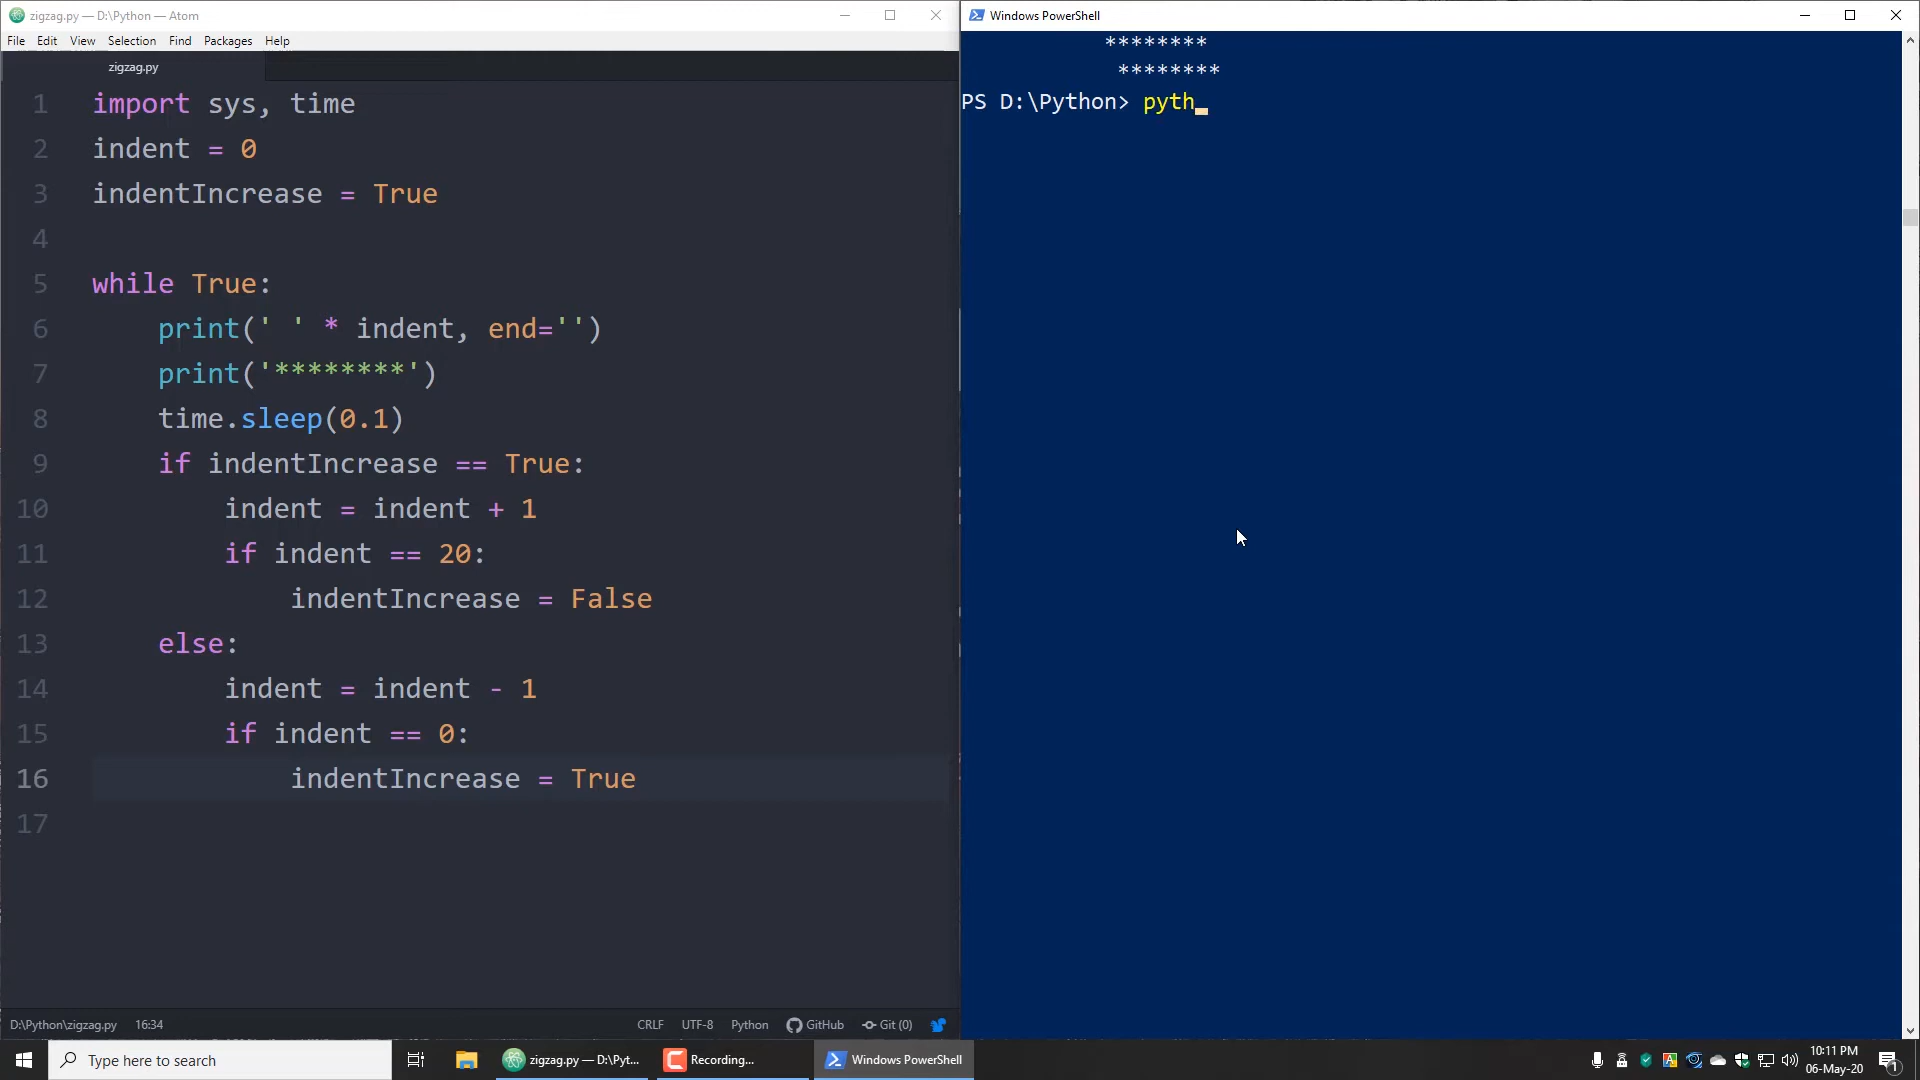 zigzag.py — D:\Python — Atom
File Edit View Selection Find Packages Help
zigzag.py
1 import sys, time
2 indent = 0
3 indentIncrease = True
4
5 while True:
6     print(' ' * indent, end='')
7     print('********')
8     time.sleep(0.1)
9     if indentIncrease == True:
10         indent = indent + 1
11         if indent == 20:
12             indentIncrease = False
13     else:
14         indent = indent - 1
15         if indent == 0:
16             indentIncrease = True
17
D:\Python\zigzag.py 16:34 CRLF UTF-8 Python GitHub Git (0)
Windows PowerShell
********
********
PS D:\Python> pyth_
Type here to search
zigzag.py — D:\Pyt...
Recording...
Windows PowerShell
10:11 PM
06-May-20
1